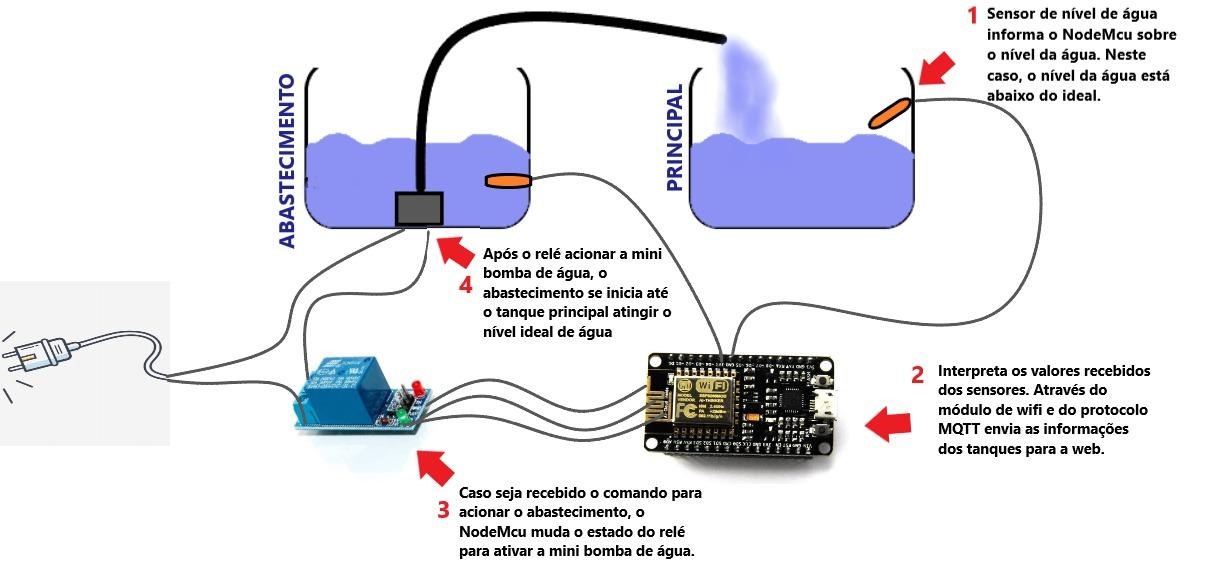 1 Sensor de nível de água
informa o NodeMcu sobre
o nível da água. Neste
caso, o nível da água está
abaixo do ideal.
ABASTECIMENTO
PRINCIPAL
4 Após o relé acionar a mini
bomba de água, o
abastecimento se inicia até
o tanque principal atingir o
nível ideal de água
2 Interpreta os valores recebidos
dos sensores. Através do
módulo de wifi e do protocolo
MQTT envia as informações
dos tanques para a web.
WiFi
MODEL
VENDOR
FC
3 Caso seja recebido o comando para
acionar o abastecimento, o
NodeMcu muda o estado do relé
para ativar a mini bomba de água.